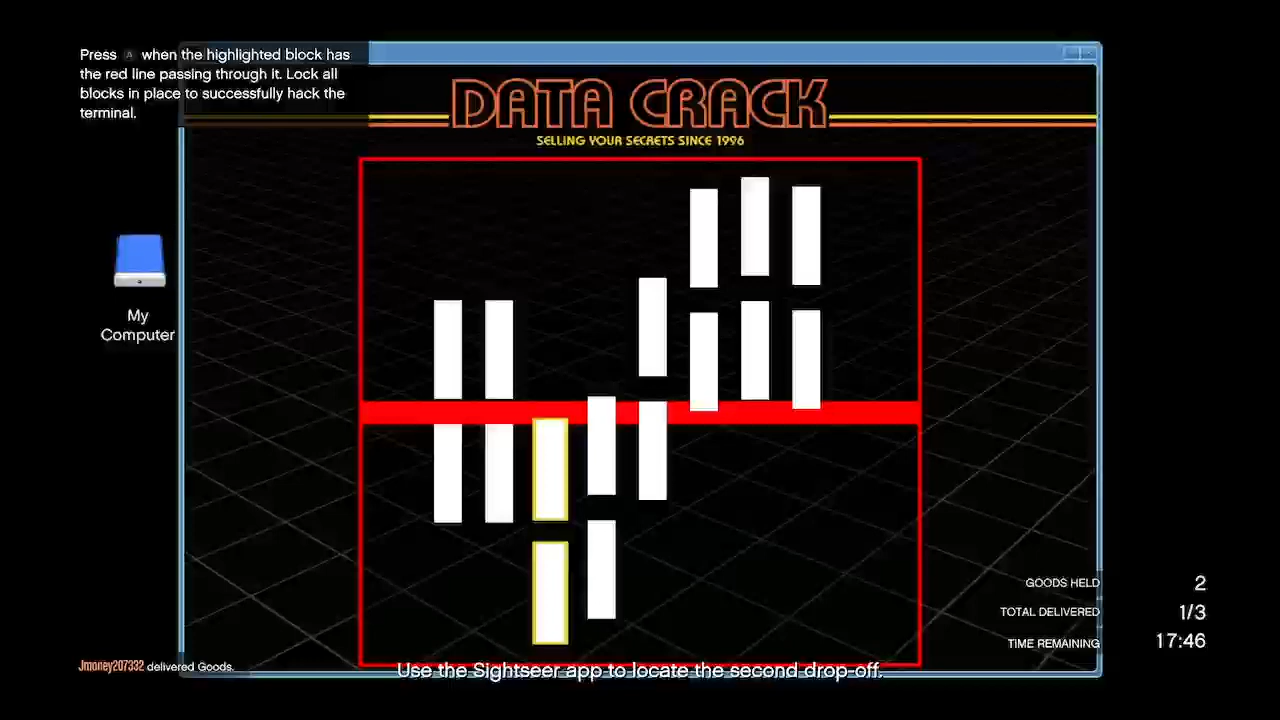 Press A when the highlighted block has
the red line passing through it. Lock all
blocks in place to successfully hack the
terminal.
DATA CRACK
SELLING YOUR SECRETS SINCE 1996
My
Computer
GOODS HELD 2
TOTAL DELIVERED 1/3
TIME REMAINING 17:46
Jmoney207332 delivered Goods.
Use the Sightseer app to locate the second drop-off.